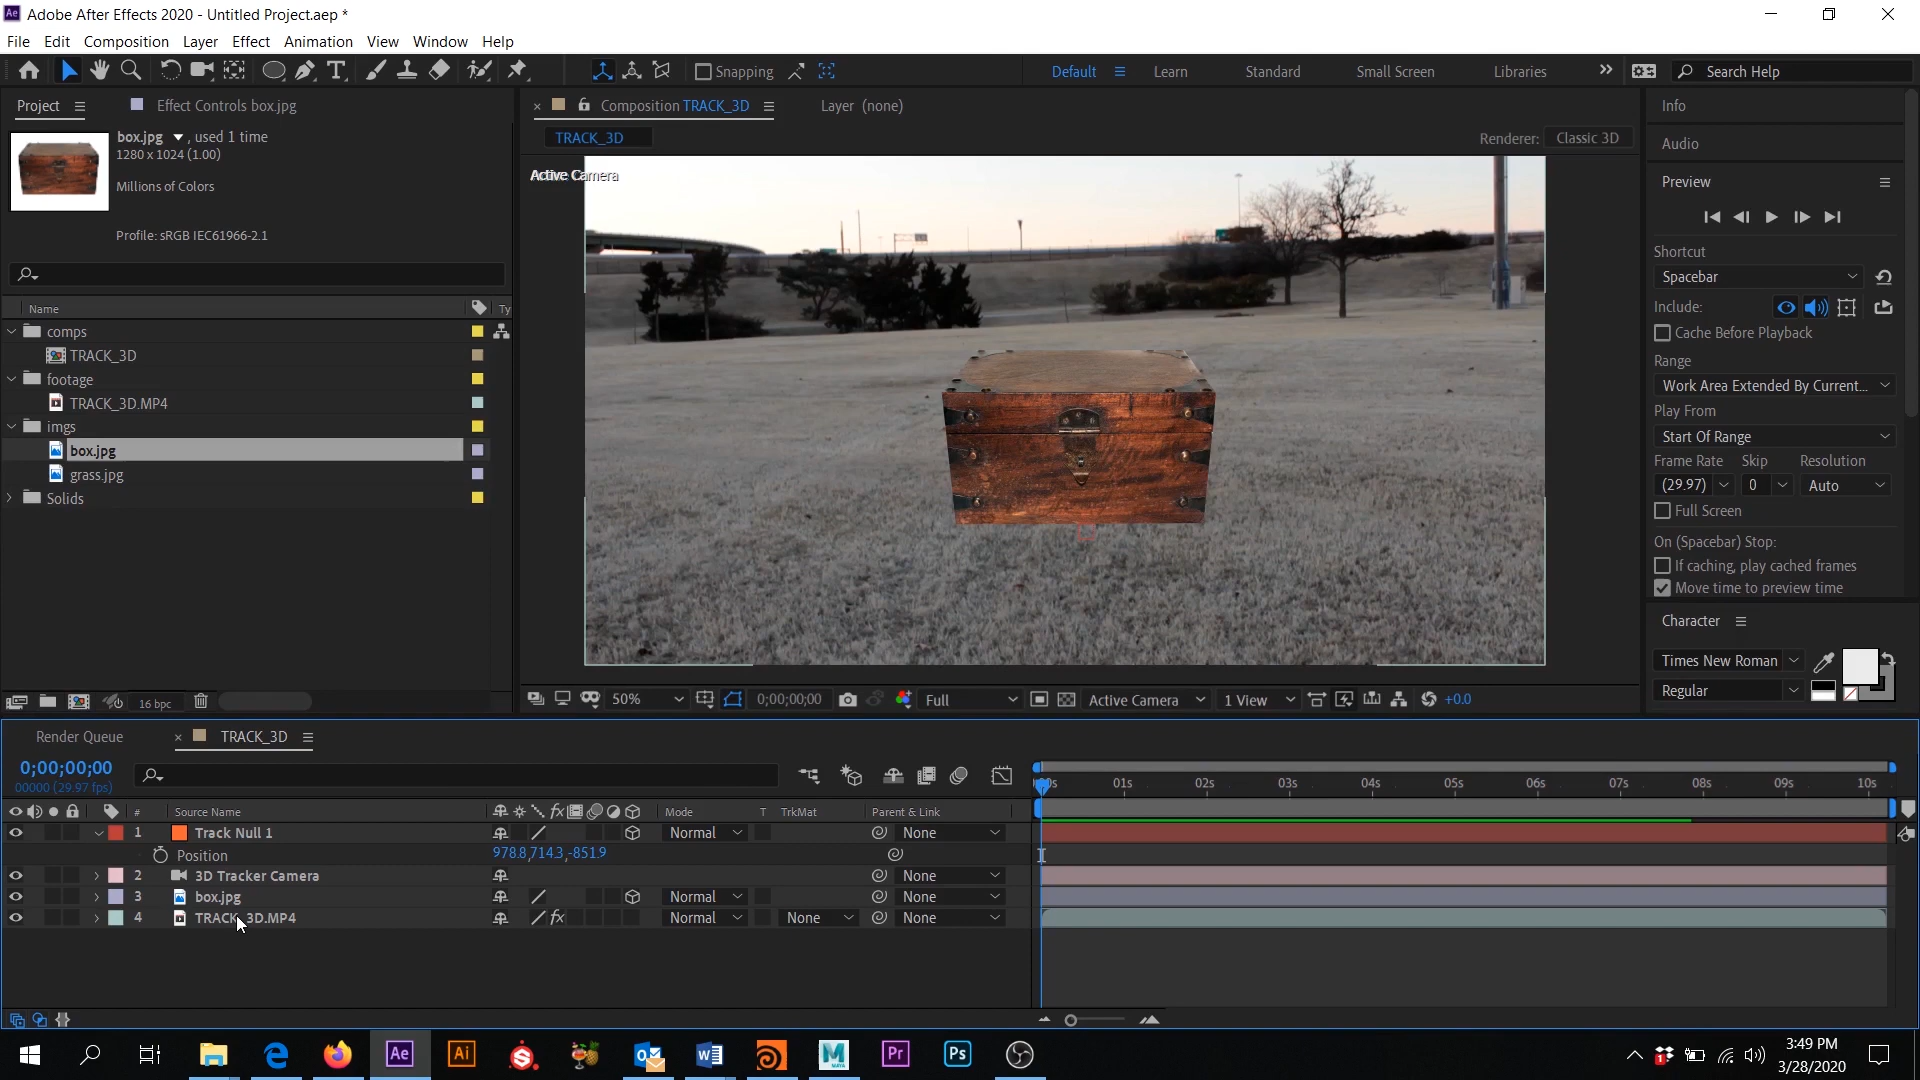 Ae Adobe After Effects 2020 - Untitled Project.aep *
File Edit Composition Layer Effect Animation View Window Help
Snapping
Default Learn Standard Small Screen Libraries Search Help
Project Effect Controls box.jpg
box.jpg , used 1 time
1280 x 1024 (1.00)
Millions of Colors
Profile: sRGB IEC61966-2.1
Name Ty
comps
TRACK_3D
footage
TRACK_3D.MP4
imgs
box.jpg
grass.jpg
Solids
16 bpc
Composition TRACK_3D Layer (none)
TRACK_3D Renderer: Classic 3D
Active Camera
50% 0;00;00;00 Full Active Camera 1 View +0.0
Info
Audio
Preview
Shortcut
Spacebar
Include:
Cache Before Playback
Range
Work Area Extended By Current...
Play From
Start Of Range
Frame Rate Skip Resolution
(29.97) 0 Auto
Full Screen
On (Spacebar) Stop:
If caching, play cached frames
Move time to preview time
Character
Times New Roman
Regular
Render Queue TRACK_3D
0;00;00;00
00000 (29.97 fps)
00s 01s 02s 03s 04s 05s 06s 07s 08s 09s 10s
# Source Name fx Mode T TrkMat Parent & Link
1 Track Null 1 Normal None
Position 978.8,714.3,-851.9
2 3D Tracker Camera None
3 box.jpg Normal None
4 TRACK_3D.MP4 fx Normal None None
Ae Ai S M MAYA Pr Ps
3:49 PM
3/28/2020